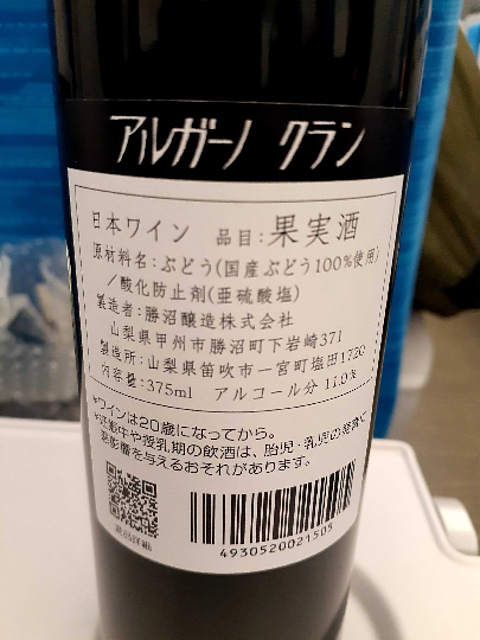 アルガーノ クラン
日本ワイン 品目:果実酒
原材料名:ぶどう(国産ぶどう100%使用)
/酸化防止剤(亜硫酸塩)
製造者:勝沼醸造株式会社
山梨県甲州市勝沼町下岩崎371
製造所:山梨県笛吹市一宮町塩田1720
内容量:375ml アルコール分 11.0%
*ワインは20歳になってから。
*妊娠中や授乳期の飲酒は、胎児・乳児の発育に
悪影響を与えるおそれがあります。
商品詳細
4930520021505